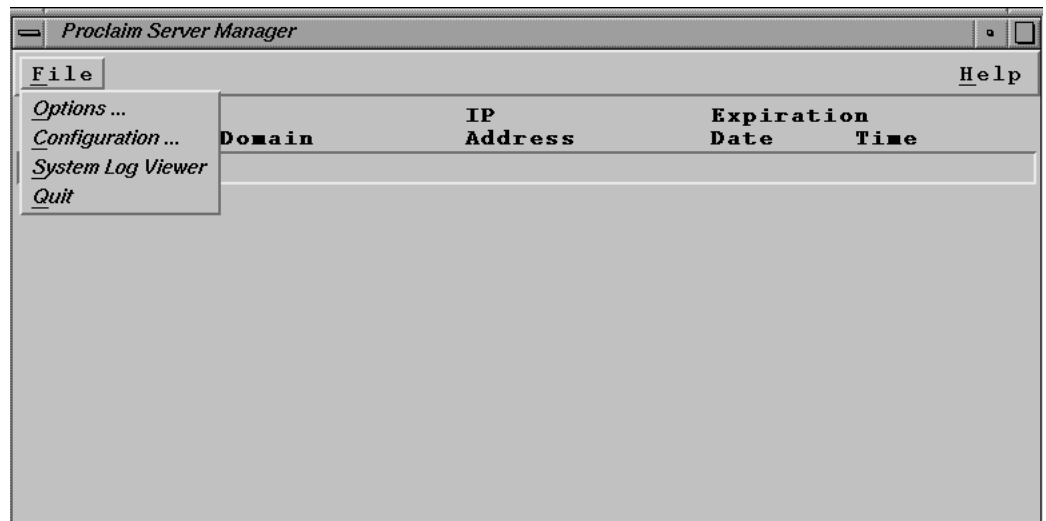 Proclaim Server Manager
File Help
Options ...
Configuration ...
System Log Viewer
Quit
IP Expiration
Domain Address Date Time